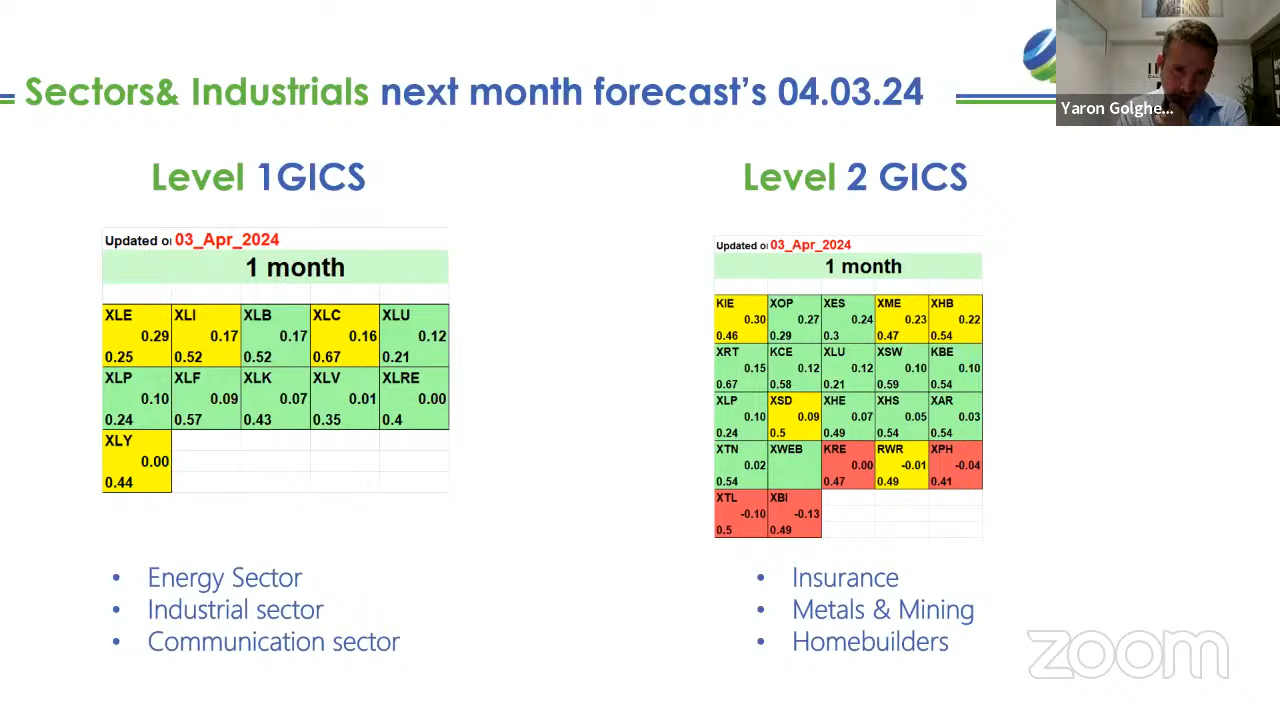 Sectors& Industrials next month forecast's 04.03.24
Yaron Golghe...
Level 1GICS
Updated o 03_Apr_2024
1 month
XLE XLI XLB XLC XLU
0.29 0.17 0.17 0.16 0.12
0.25 0.52 0.52 0.67 0.21
XLP XLF XLK XLV XLRE
0.10 0.09 0.07 0.01 0.00
0.24 0.57 0.43 0.35 0.4
XLY
0.00
0.44
• Energy Sector
• Industrial sector
• Communication sector
Level 2 GICS
Updated o 03_Apr_2024
1 month
KIE XOP XES XME XHB
0.30 0.27 0.24 0.23 0.22
0.46 0.29 0.3 0.47 0.54
XRT KCE XLU XSW KBE
0.15 0.12 0.12 0.10 0.10
0.67 0.58 0.21 0.59 0.54
XLP XSD XHE XHS XAR
0.10 0.09 0.07 0.05 0.03
0.24 0.5 0.49 0.54 0.54
XTN XWEB KRE RWR XPH
0.02 0.00 -0.01 -0.04
0.54 0.47 0.49 0.41
XTL XBI
-0.10 -0.13
0.5 0.49
• Insurance
• Metals & Mining
• Homebuilders
zoom